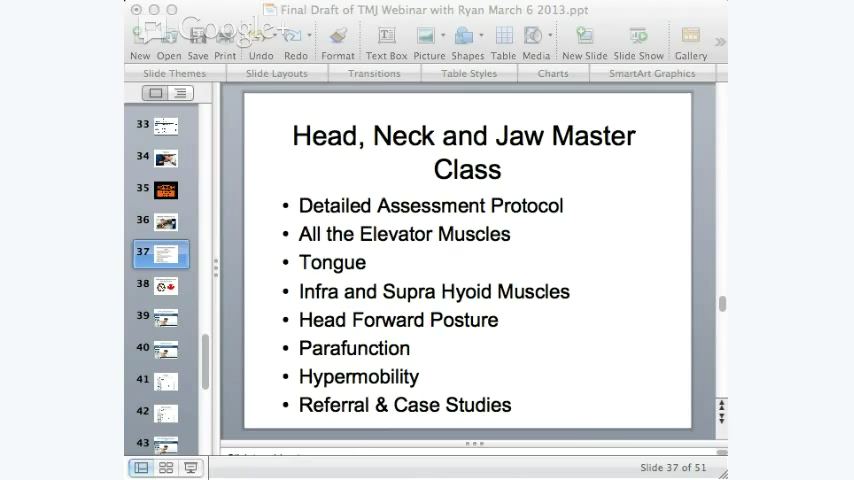 Final Draft of TMJ Webinar with Ryan March 6 2013.ppt
Google+
New Open Save Print Undo Redo Format Text Box Picture Shapes Table Media New Slide Slide Show Gallery
Slide Themes Slide Layouts Transitions Table Styles Charts SmartArt Graphics
33
34
35
36
37
38
39
40
41
42
43
Head, Neck and Jaw Master
Class
• Detailed Assessment Protocol
• All the Elevator Muscles
• Tongue
• Infra and Supra Hyoid Muscles
• Head Forward Posture
• Parafunction
• Hypermobility
• Referral & Case Studies
Slide 37 of 51